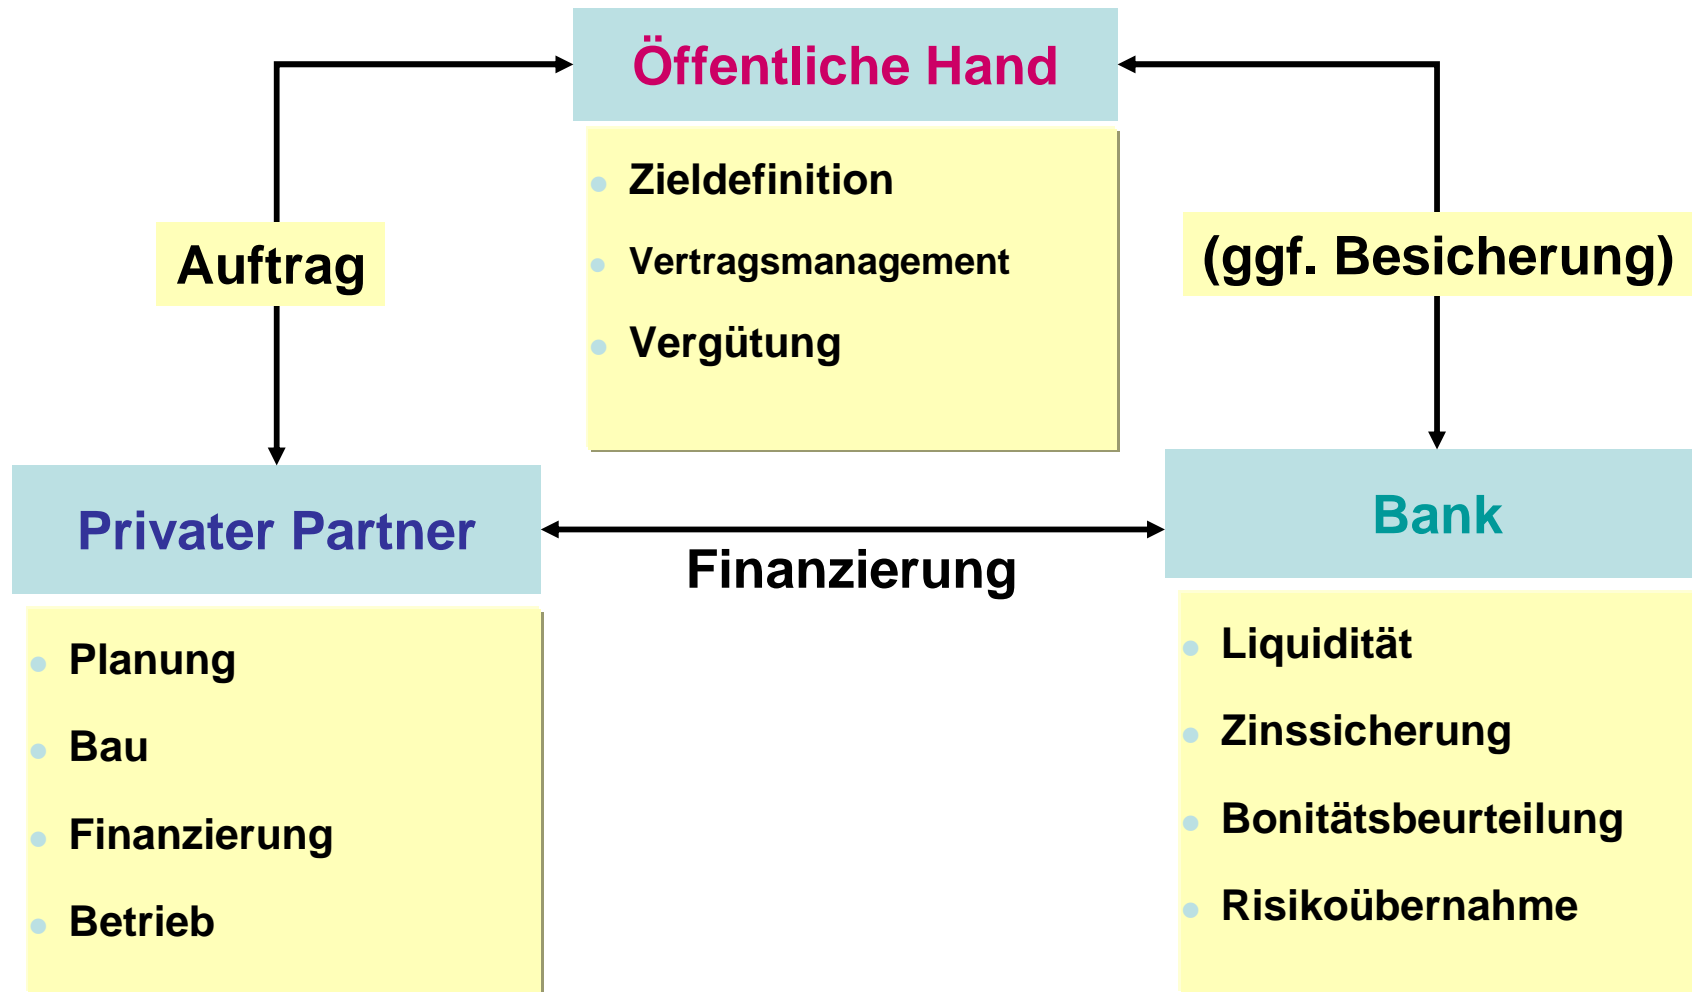 Öffentliche Hand
Zieldefinition
Vertragsmanagement
Vergütung
Auftrag
(ggf. Besicherung)
Privater Partner
Finanzierung
Bank
Planung
Bau
Finanzierung
Betrieb
Liquidität
Zinssicherung
Bonitätsbeurteilung
Risikoübernahme